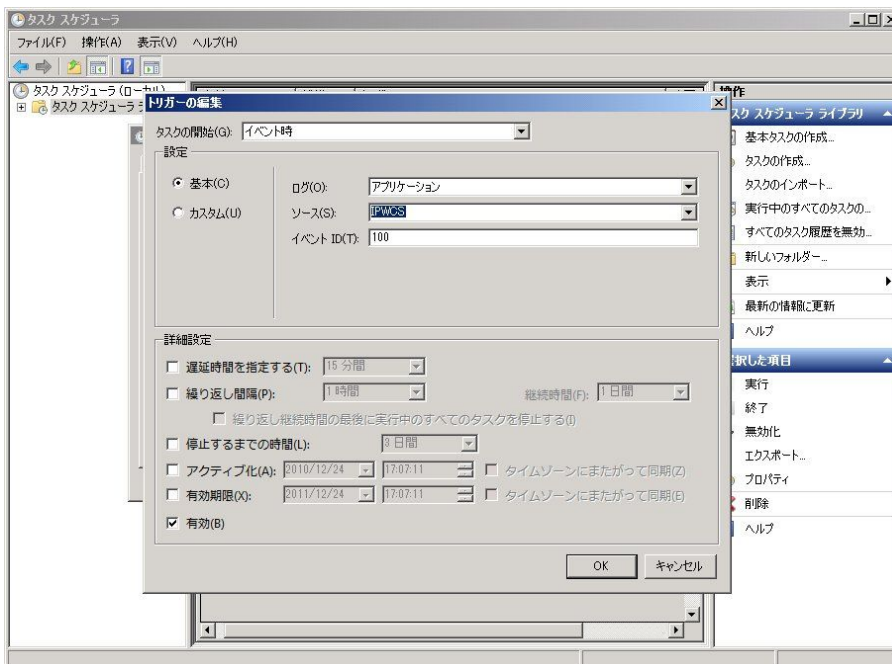 タスク スケジューラ
ファイル(F) 操作(A) 表示(V) ヘルプ(H)
タスク スケジューラ (ローカル)
タスク スケジューラ ラ
トリガーの編集
タスクの開始(G): イベント時
設定
基本(C)
カスタム(U)
ログ(O): アプリケーション
ソース(S): IPWCS
イベント ID(T): 100
詳細設定
遅延時間を指定する(T): 15 分間
繰り返し間隔(P): 1 時間 継続時間(F): 1 日間
繰り返し継続時間の最後に実行中のすべてのタスクを停止する(I)
停止するまでの時間(L): 3 日間
アクティブ化(A): 2010/12/24 17:07:11 タイムゾーンにまたがって同期(Z)
有効期限(X): 2011/12/24 17:07:11 タイムゾーンにまたがって同期(E)
有効(B)
OK キャンセル
操作
スク スケジューラ ライブラリ
基本タスクの作成...
タスクの作成...
タスクのインポート...
実行中のすべてのタスクの...
すべてのタスク履歴を無効...
新しいフォルダー...
表示
最新の情報に更新
ヘルプ
択した項目
実行
終了
無効化
エクスポート...
プロパティ
削除
ヘルプ